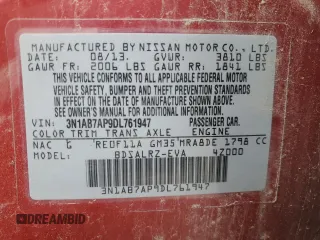 MANUFACTURED BY NISSAN MOTOR CO., LTD.
DATE: 08/13. GVWR: 3810 LBS
GAWR FR: 2006 LBS GAWR RR: 1841 LBS
THIS VEHICLE CONFORMS TO ALL APPLICABLE FEDERAL MOTOR
VEHICLE SAFETY, BUMPER, AND THEFT PREVENTION STANDARDS
IN EFFECT ON THE DATE OF MANUFACTURE SHOWN ABOVE.
SEE OWNER'S MANUAL FOR ADDITIONAL INFORMATION
VIN: 3N1AB7AP9DL761947 PASSENGER CAR
COLOR TRIM TRANS AXLE ENGINE
NAC G RE0F11A GM35 MRA8DE 1798 CC
BDSALRZ-EVA 4Z000
3N1AB7AP9DL761947
DREAMBID